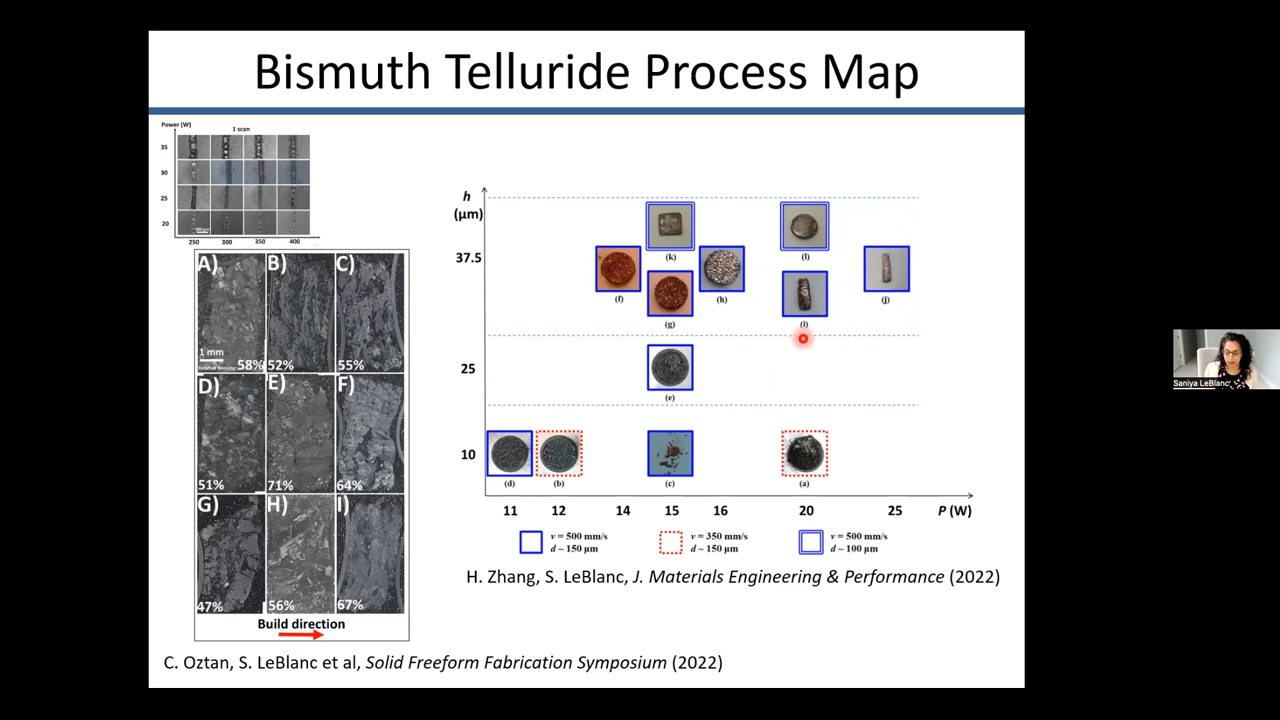 Bismuth Telluride Process Map
Power (W)
1 scan
35
30
25
20
250 300 350 400
A) B) C)
1 mm
58% 52% 55%
D) E) F)
51% 71% 64%
G) H) I)
47% 56% 67%
Build direction
h
(μm)
37.5
25
10
(k) (l)
(f) (h) (j)
(g) (i)
(e)
(d) (b) (c) (a)
11 12 14 15 16 20 25 P (W)
v = 500 mm/s
d ~ 150 μm
v = 350 mm/s
d ~ 150 μm
v = 500 mm/s
d ~ 100 μm
H. Zhang, S. LeBlanc, J. Materials Engineering & Performance (2022)
C. Oztan, S. LeBlanc et al, Solid Freeform Fabrication Symposium (2022)
Saniya LeBlanc